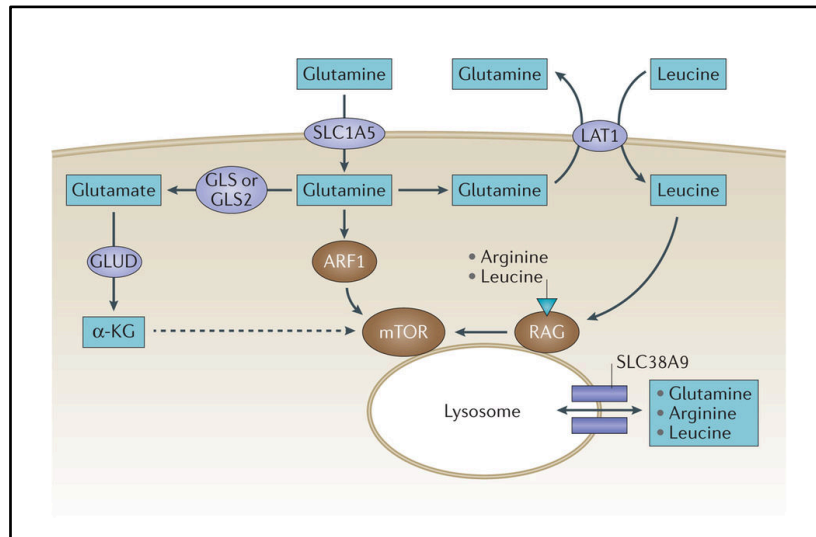 Glutamine
Glutamine
Leucine
SLC1A5
LAT1
Glutamate
GLS or
GLS2
Glutamine
Glutamine
Leucine
GLUD
ARF1
• Arginine
• Leucine
α-KG
mTOR
RAG
SLC38A9
Lysosome
• Glutamine
• Arginine
• Leucine